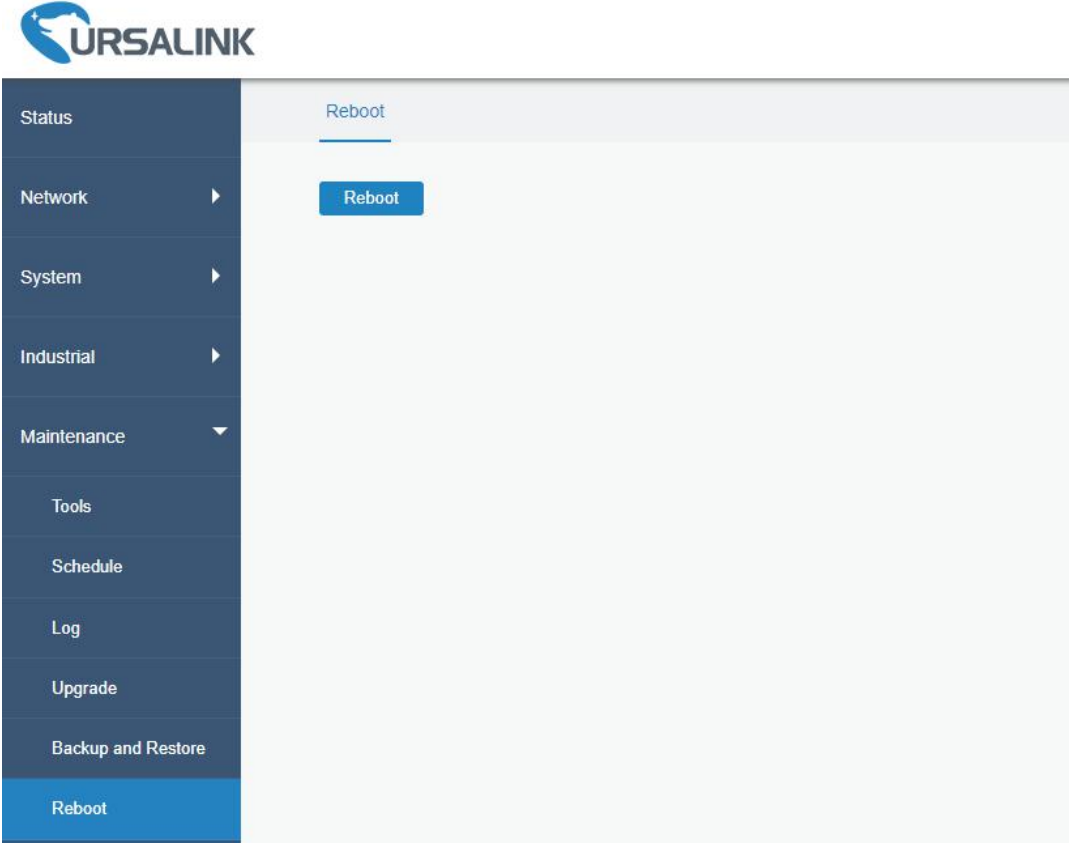 URSALINK
Status
Reboot
Network
Reboot
System
Industrial
Maintenance
Tools
Schedule
Log
Upgrade
Backup and Restore
Reboot